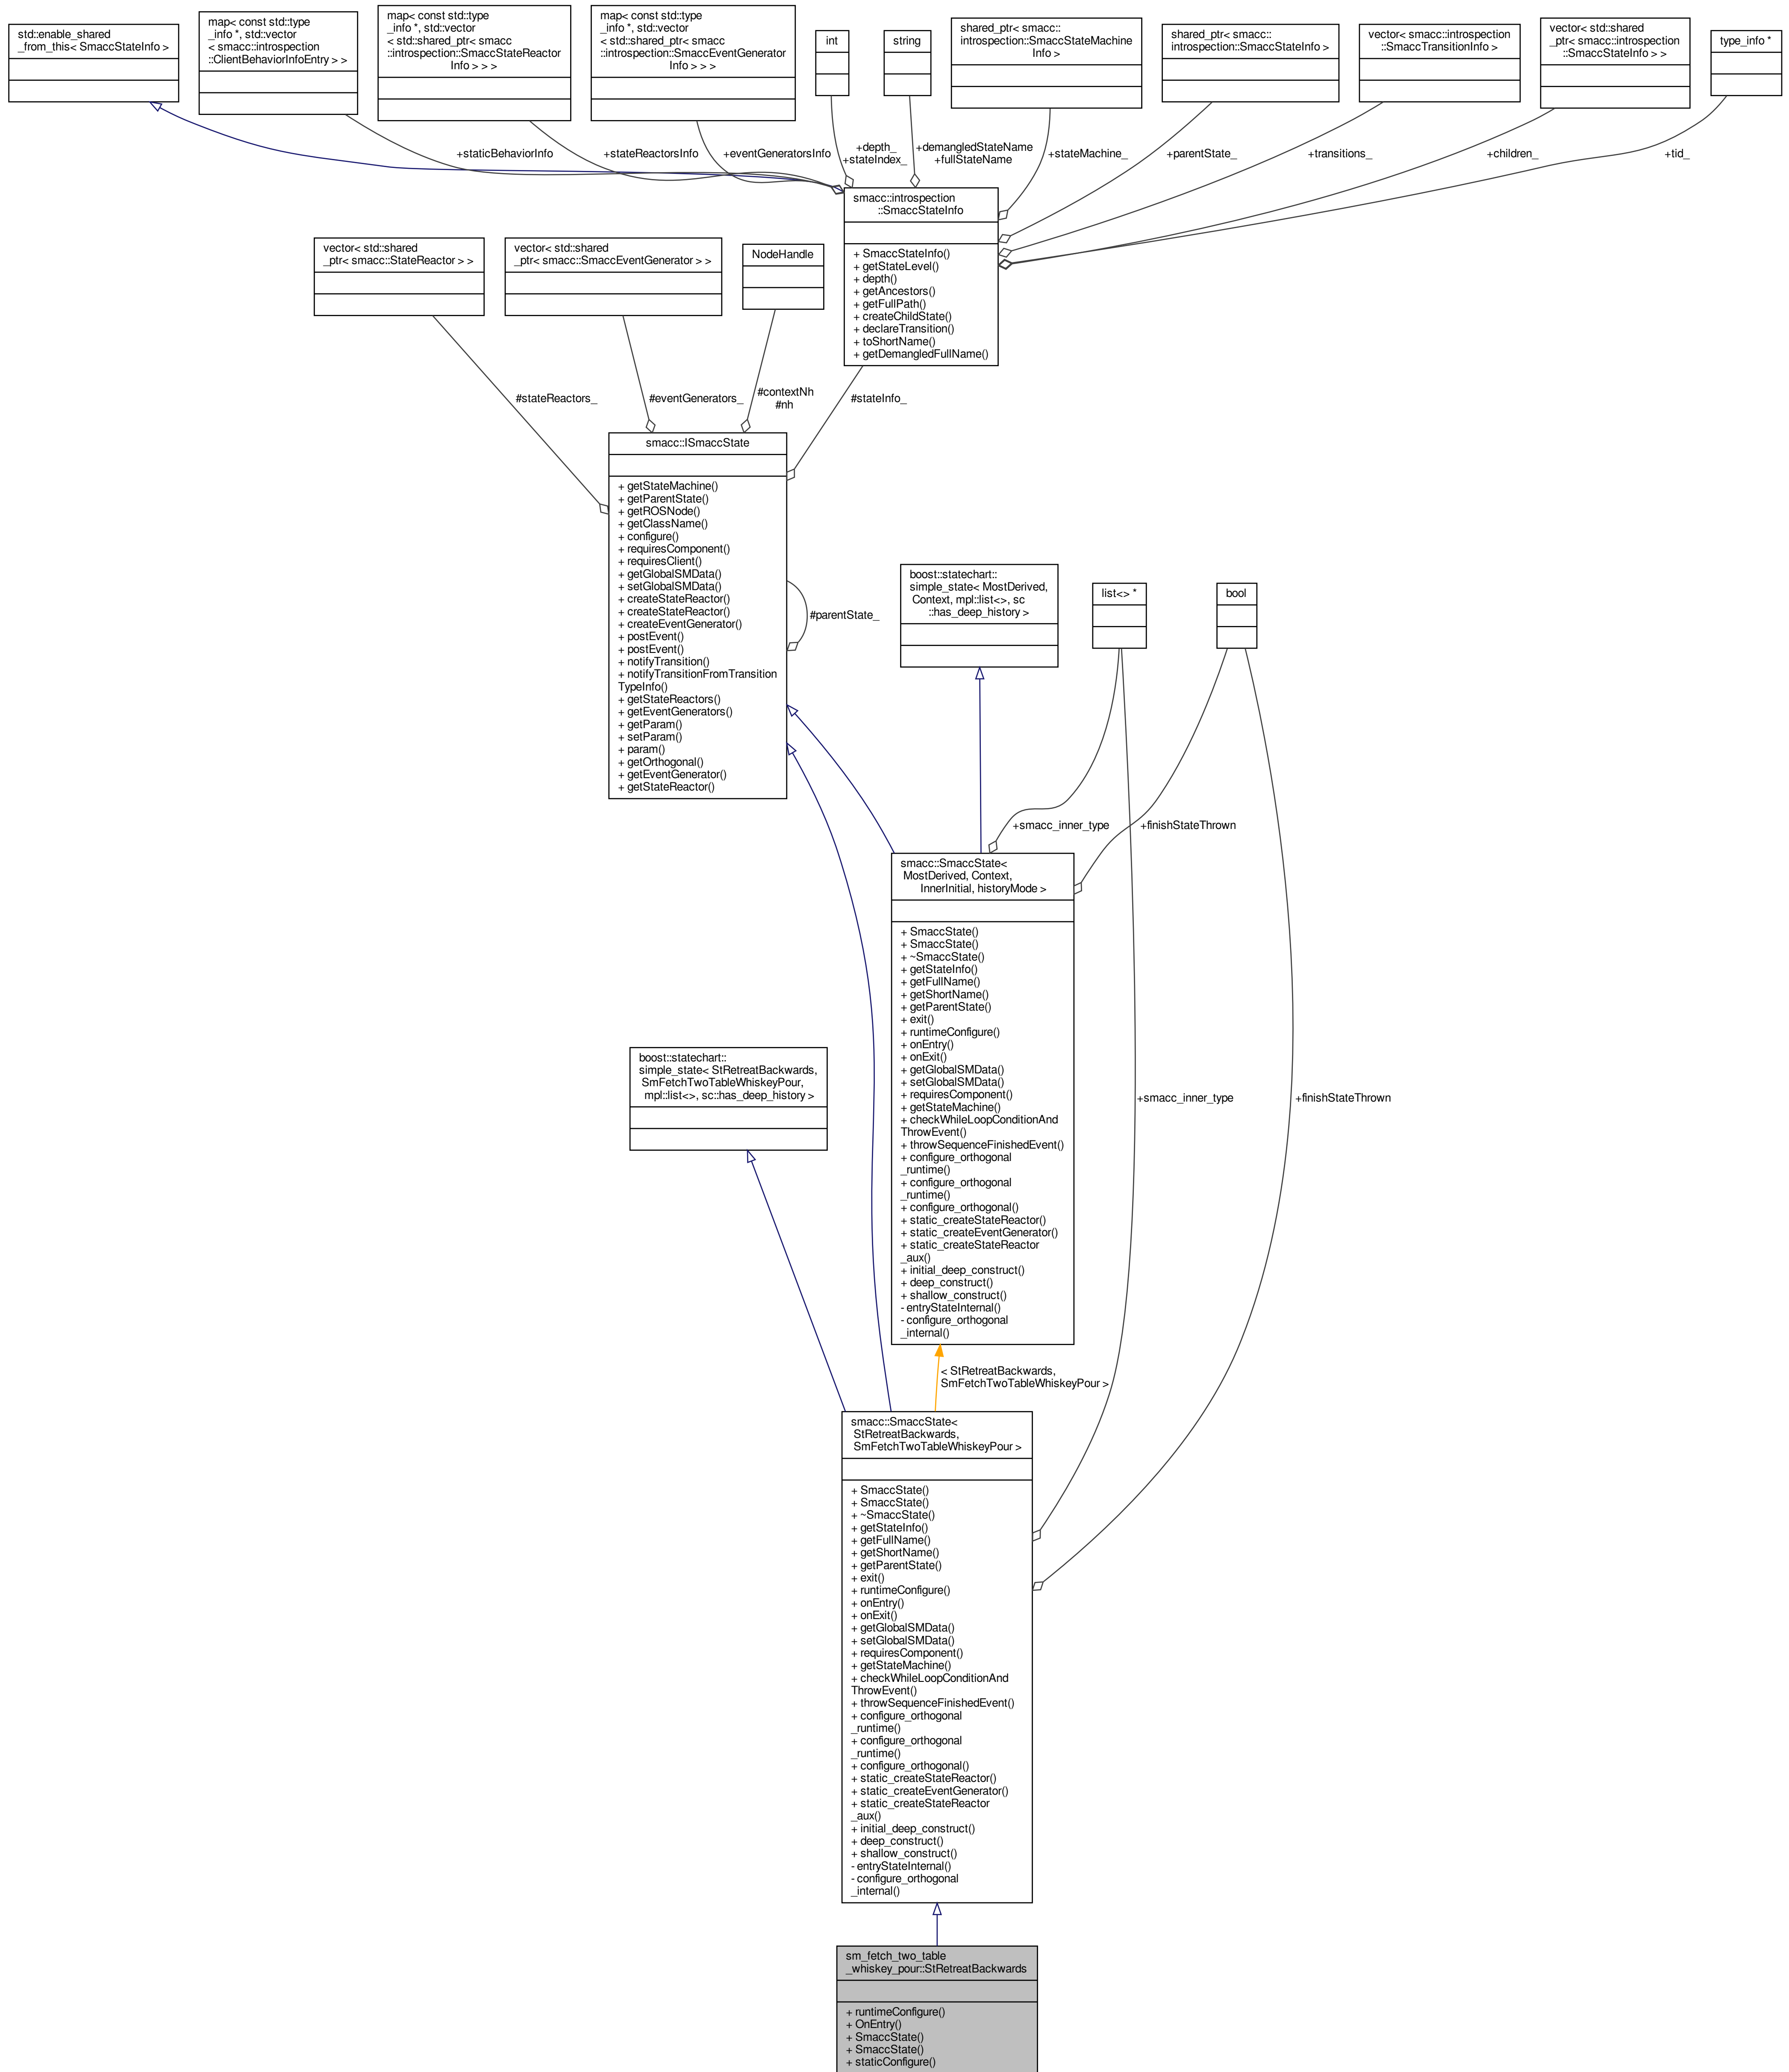 std::enable_shared
_from_this< SmaccStateInfo >
map< const std::type
_info *, std::vector
< smacc::introspection
::ClientBehaviorInfoEntry > >
map< const std::type
_info *, std::vector
< std::shared_ptr< smacc
::introspection::SmaccStateReactor
Info > > >
map< const std::type
_info *, std::vector
< std::shared_ptr< smacc
::introspection::SmaccEventGenerator
Info > > >
int
string
shared_ptr< smacc::
introspection::SmaccStateMachine
Info >
shared_ptr< smacc::
introspection::SmaccStateInfo >
vector< smacc::introspection
::SmaccTransitionInfo >
vector< std::shared
_ptr< smacc::introspection
::SmaccStateInfo > >
type_info *
+staticBehaviorInfo
+stateReactorsInfo
+eventGeneratorsInfo
+depth_
+stateIndex_
+demangledStateName
+fullStateName
+stateMachine_
+parentState_
+transitions_
+children_
+tid_
smacc::introspection
::SmaccStateInfo
+ SmaccStateInfo()
+ getStateLevel()
+ depth()
+ getAncestors()
+ getFullPath()
+ createChildState()
+ declareTransition()
+ toShortName()
+ getDemangledFullName()
vector< std::shared
_ptr< smacc::StateReactor > >
vector< std::shared
_ptr< smacc::SmaccEventGenerator > >
NodeHandle
#stateReactors_
#eventGenerators_
#contextNh
#nh
#stateInfo_
smacc::ISmaccState
+ getStateMachine()
+ getParentState()
+ getROSNode()
+ getClassName()
+ configure()
+ requiresComponent()
+ requiresClient()
+ getGlobalSMData()
+ setGlobalSMData()
+ createStateReactor()
+ createStateReactor()
+ createEventGenerator()
+ postEvent()
+ postEvent()
+ notifyTransition()
+ notifyTransitionFromTransition
TypeInfo()
+ getStateReactors()
+ getEventGenerators()
+ getParam()
+ setParam()
+ param()
+ getOrthogonal()
+ getEventGenerator()
+ getStateReactor()
#parentState_
boost::statechart::
simple_state< MostDerived,
Context, mpl::list<>, sc
::has_deep_history >
list<> *
bool
+smacc_inner_type
+finishStateThrown
smacc::SmaccState<
MostDerived, Context,
InnerInitial, historyMode >
+ SmaccState()
+ SmaccState()
+ ~SmaccState()
+ getStateInfo()
+ getFullName()
+ getShortName()
+ getParentState()
+ exit()
+ runtimeConfigure()
+ onEntry()
+ onExit()
+ getGlobalSMData()
+ setGlobalSMData()
+ requiresComponent()
+ getStateMachine()
+ checkWhileLoopConditionAnd
ThrowEvent()
+ throwSequenceFinishedEvent()
+ configure_orthogonal
_runtime()
+ configure_orthogonal
_runtime()
+ configure_orthogonal()
+ static_createStateReactor()
+ static_createEventGenerator()
+ static_createStateReactor
_aux()
+ initial_deep_construct()
+ deep_construct()
+ shallow_construct()
- entryStateInternal()
- configure_orthogonal
_internal()
boost::statechart::
simple_state< StRetreatBackwards,
SmFetchTwoTableWhiskeyPour,
mpl::list<>, sc::has_deep_history >
+smacc_inner_type
+finishStateThrown
< StRetreatBackwards,
SmFetchTwoTableWhiskeyPour >
smacc::SmaccState<
StRetreatBackwards,
SmFetchTwoTableWhiskeyPour >
+ SmaccState()
+ SmaccState()
+ ~SmaccState()
+ getStateInfo()
+ getFullName()
+ getShortName()
+ getParentState()
+ exit()
+ runtimeConfigure()
+ onEntry()
+ onExit()
+ getGlobalSMData()
+ setGlobalSMData()
+ requiresComponent()
+ getStateMachine()
+ checkWhileLoopConditionAnd
ThrowEvent()
+ throwSequenceFinishedEvent()
+ configure_orthogonal
_runtime()
+ configure_orthogonal
_runtime()
+ configure_orthogonal()
+ static_createStateReactor()
+ static_createEventGenerator()
+ static_createStateReactor
_aux()
+ initial_deep_construct()
+ deep_construct()
+ shallow_construct()
- entryStateInternal()
- configure_orthogonal
_internal()
sm_fetch_two_table
_whiskey_pour::StRetreatBackwards
+ runtimeConfigure()
+ OnEntry()
+ SmaccState()
+ SmaccState()
+ staticConfigure()